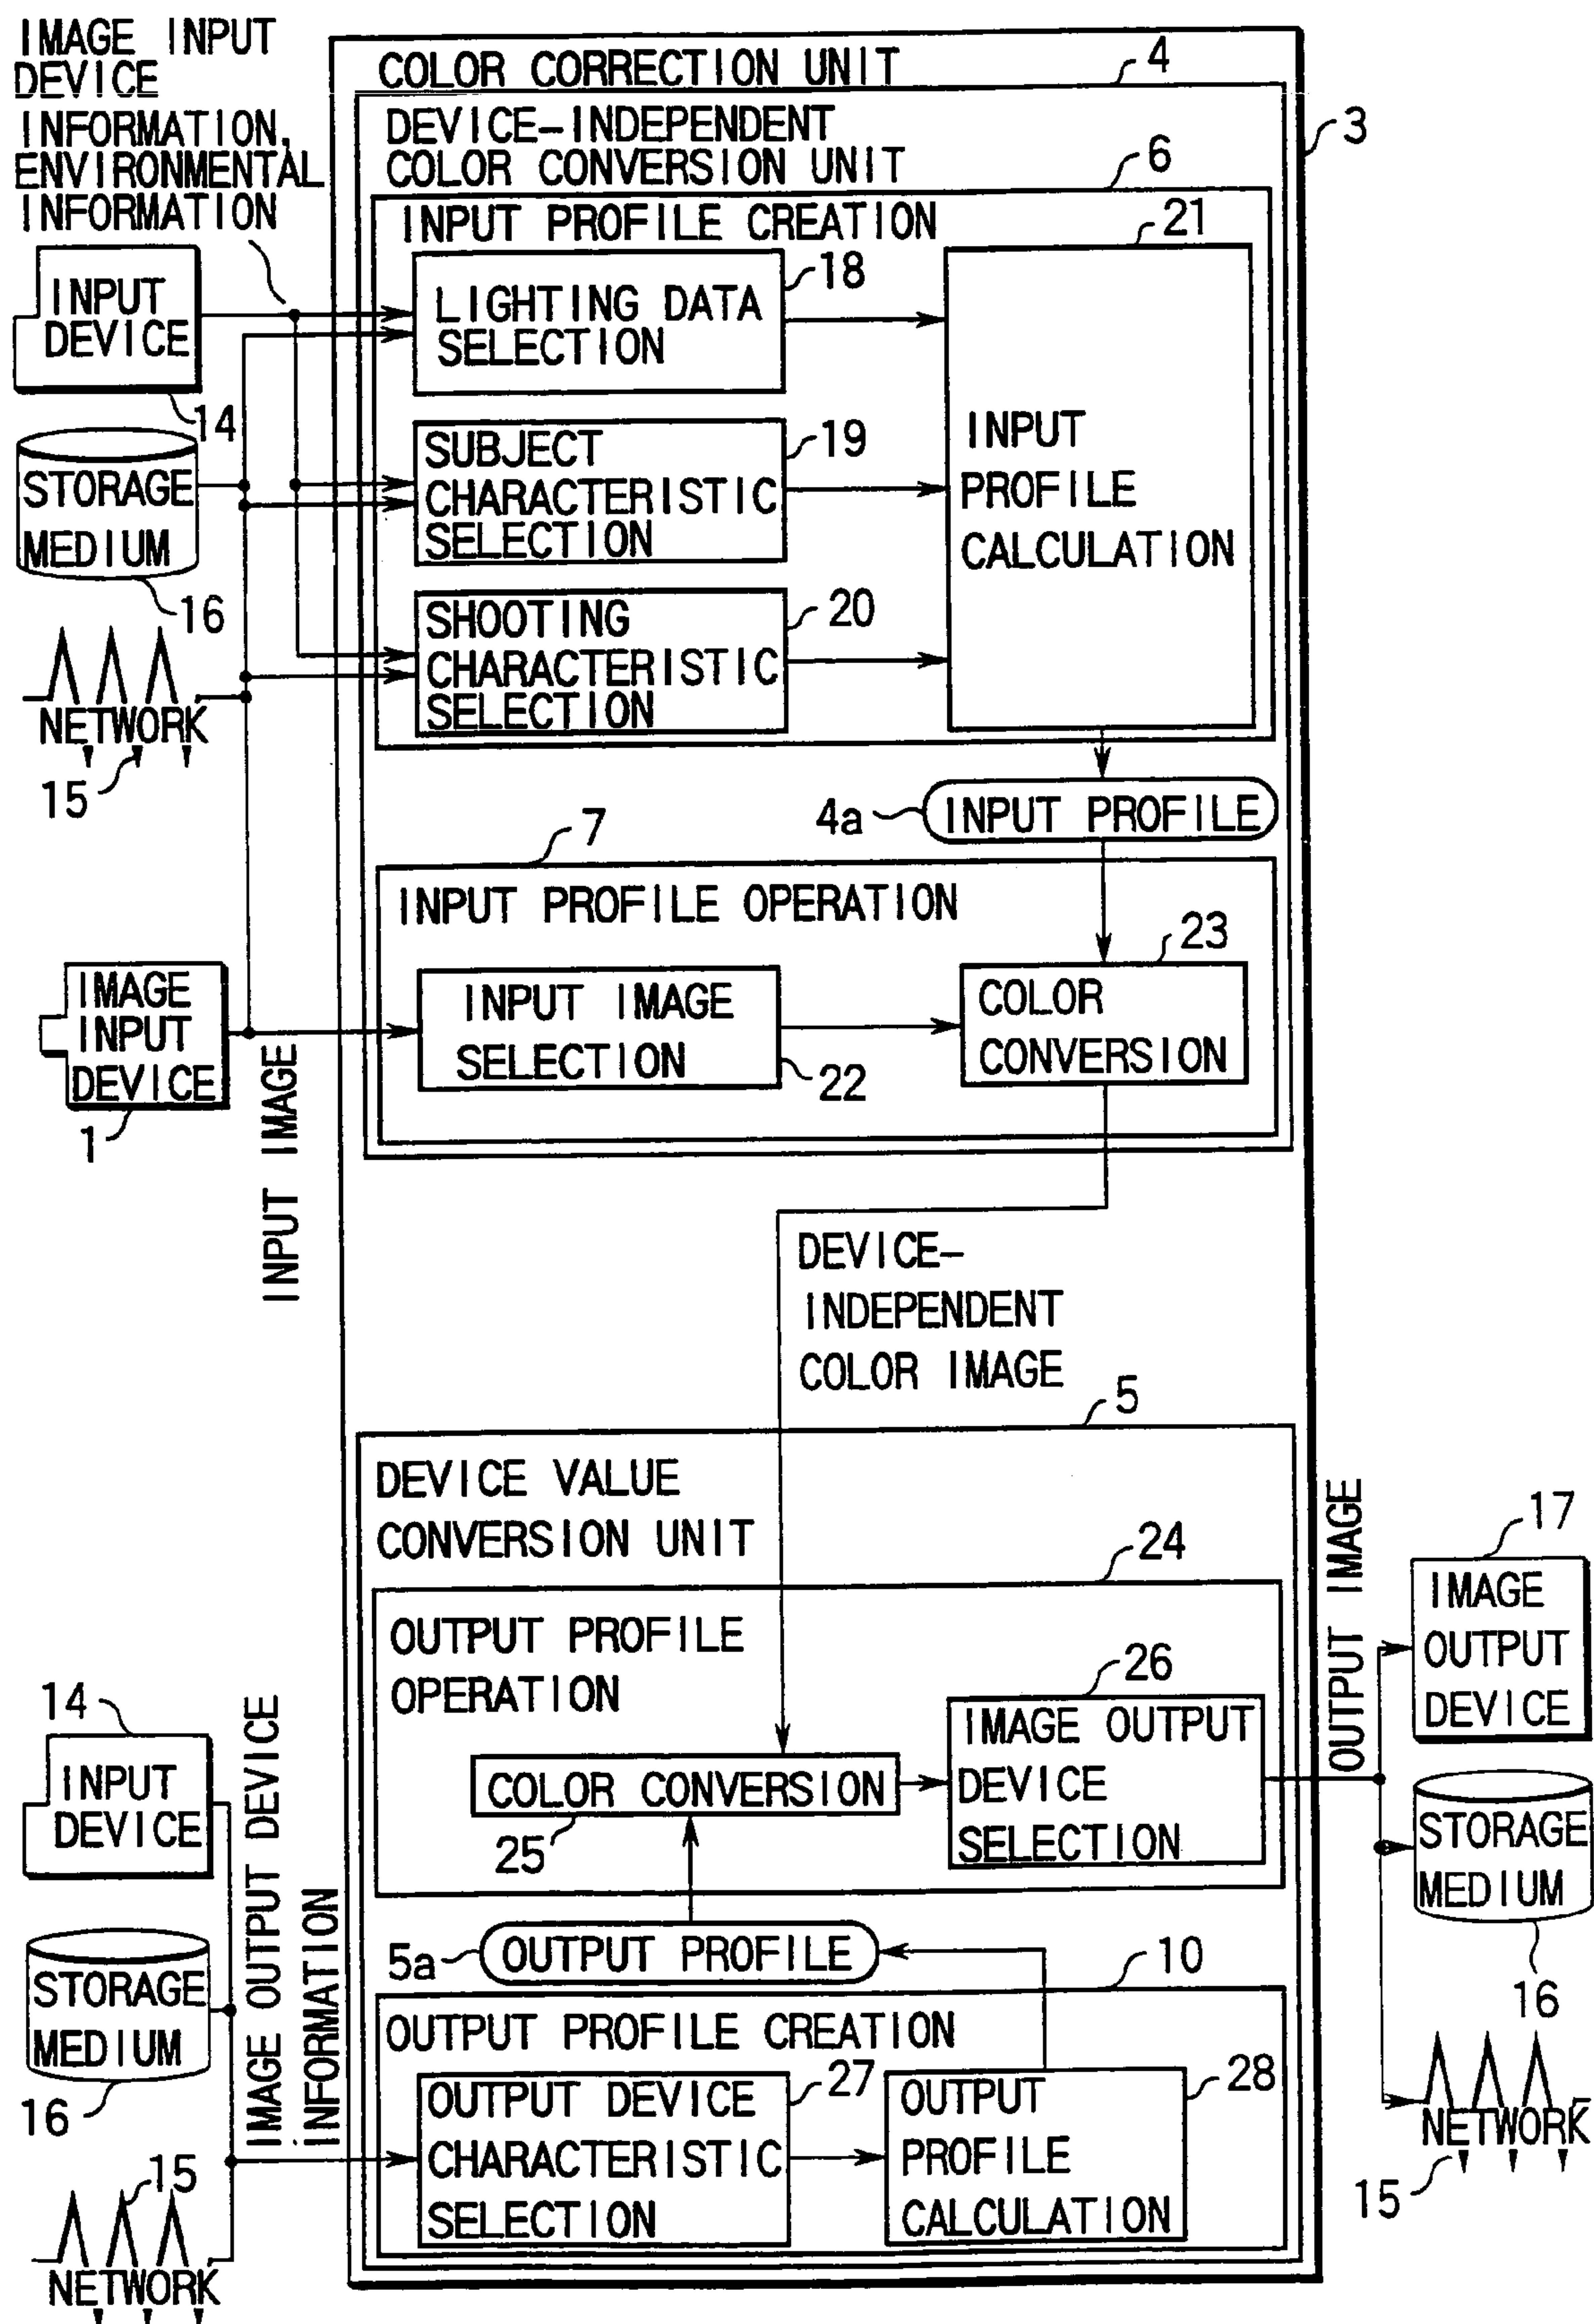 IMAGE INPUT
DEVICE
INFORMATION,
ENVIRONMENTAL
INFORMATION
COLOR CORRECTION UNIT
4
DEVICE-INDEPENDENT
COLOR CONVERSION UNIT
3
6
INPUT PROFILE CREATION
21
INPUT
DEVICE
14
LIGHTING DATA
SELECTION
18
STORAGE
MEDIUM
16
SUBJECT
CHARACTERISTIC
SELECTION
19
INPUT
PROFILE
CALCULATION
NETWORK
15
SHOOTING
CHARACTERISTIC
SELECTION
20
4a
INPUT PROFILE
7
INPUT PROFILE OPERATION
23
IMAGE
INPUT
DEVICE
1
INPUT IMAGE
INPUT IMAGE
SELECTION
22
COLOR
CONVERSION
DEVICE-
INDEPENDENT
COLOR IMAGE
5
DEVICE VALUE
CONVERSION UNIT
24
OUTPUT PROFILE
OPERATION
26
COLOR CONVERSION
25
IMAGE OUTPUT
DEVICE
SELECTION
OUTPUT IMAGE
17
IMAGE
OUTPUT
DEVICE
STORAGE
MEDIUM
16
NETWORK
15
14
INPUT
DEVICE
STORAGE
MEDIUM
16
15
NETWORK
IMAGE OUTPUT DEVICE
INFORMATION
5a
OUTPUT PROFILE
10
OUTPUT PROFILE CREATION
OUTPUT DEVICE
CHARACTERISTIC
SELECTION
27
OUTPUT
PROFILE
CALCULATION
28